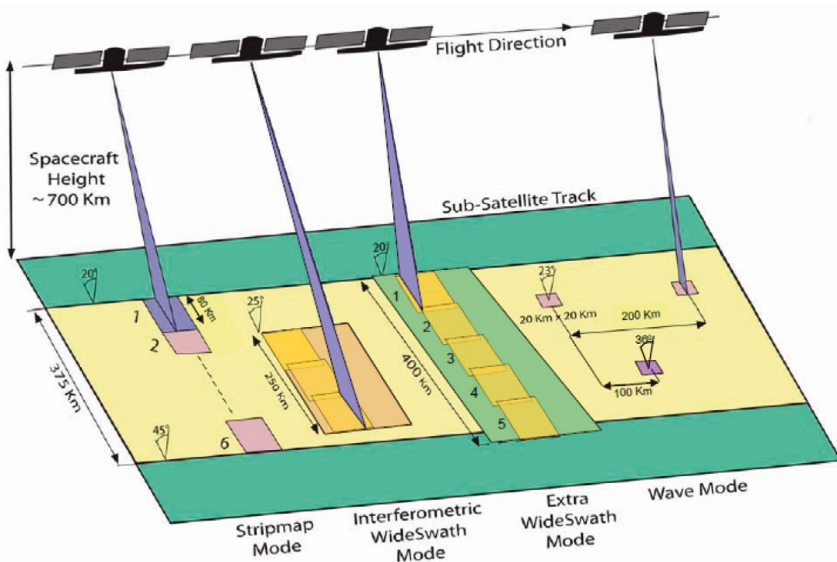 Flight Direction
Spacecraft
Height
~700 Km
Sub-Satellite Track
20°
20°
23°
1
80 Km
25°
1
20 Km × 20 Km
200 Km
2
2
36°
375 Km
250 Km
400 Km
3
4
100 Km
45°
6
5
Stripmap
Mode
Interferometric
WideSwath
Mode
Extra
WideSwath
Mode
Wave Mode